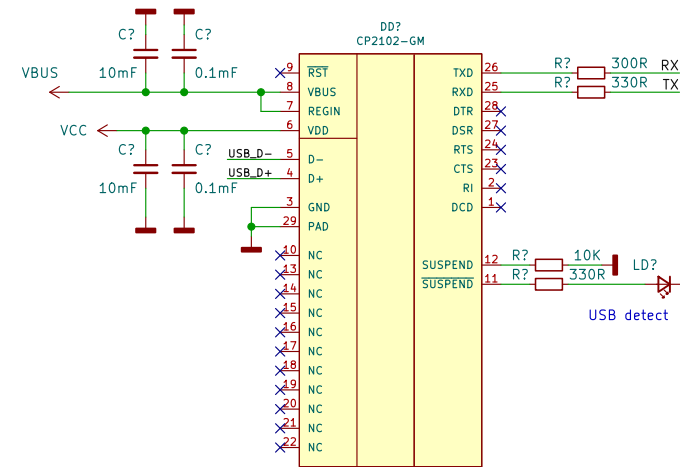 DD?
CP2102-GM
C?
C?
10mF
0.1mF
VBUS
VCC
C?
C?
10mF
0.1mF
USB_D-
USB_D+
9 RST
8 VBUS
7 REGIN
6 VDD
5 D-
4 D+
3 GND
29 PAD
10 NC
13 NC
14 NC
15 NC
16 NC
17 NC
18 NC
19 NC
20 NC
21 NC
22 NC
TXD 26
RXD 25
DTR 28
DSR 27
RTS 24
CTS 23
RI 2
DCD 1
SUSPEND 12
SUSPEND 11
R? 300R RX
R? 330R TX
R? 10K
R? 330R
LD?
USB detect